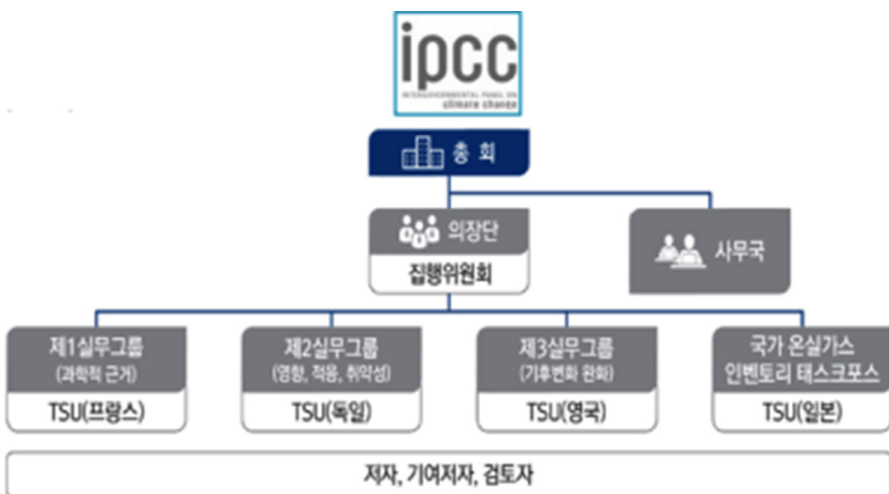 ipcc
INTERGOVERNMENTAL PANEL ON
climate change
총 회
의장단
집행위원회
사무국
제1실무그룹
(과학적 근거)
TSU(프랑스)
제2실무그룹
(영향, 적응, 취약성)
TSU(독일)
제3실무그룹
(기후변화 완화)
TSU(영국)
국가 온실가스
인벤토리 태스크포스
TSU(일본)
저자, 기여저자, 검토자